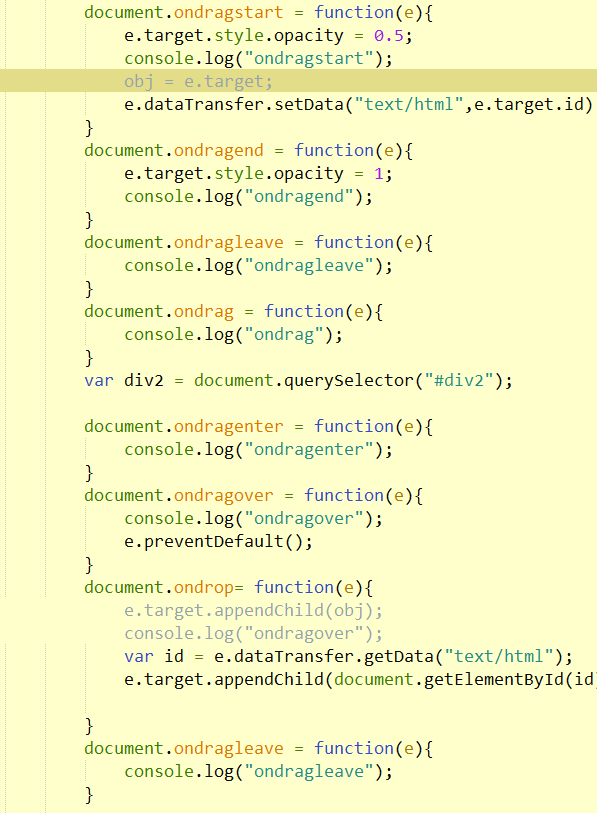 document.ondragstart = function(e){
e.target.style.opacity = 0.5;
console.log("ondragstart");
obj = e.target;
e.dataTransfer.setData("text/html",e.target.id)
}
document.ondragend = function(e){
e.target.style.opacity = 1;
console.log("ondragend");
}
document.ondragleave = function(e){
console.log("ondragleave");
}
document.ondrag = function(e){
console.log("ondrag");
}
var div2 = document.querySelector("#div2");
document.ondragenter = function(e){
console.log("ondragenter");
}
document.ondragover = function(e){
console.log("ondragover");
e.preventDefault();
}
document.ondrop= function(e){
e.target.appendChild(obj);
console.log("ondragover");
var id = e.dataTransfer.getData("text/html");
e.target.appendChild(document.getElementById(id
}
document.ondragleave = function(e){
console.log("ondragleave");
}